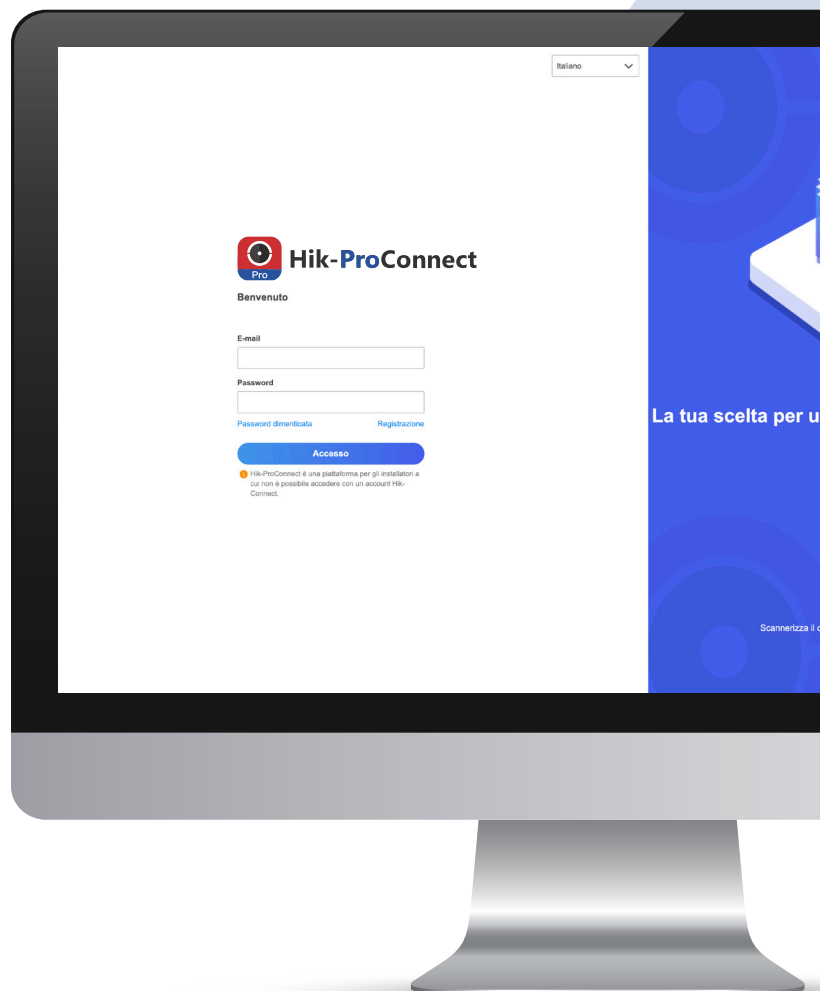 Italiano
Pro
Hik-ProConnect
Benvenuto
E-mail
Password
Password dimenticata
Registrazione
Accesso
Hik-ProConnect è una piattaforma per gli installatori a
cui non è possibile accedere con un account Hik-
Connect.
La tua scelta per u
Scannerizza il